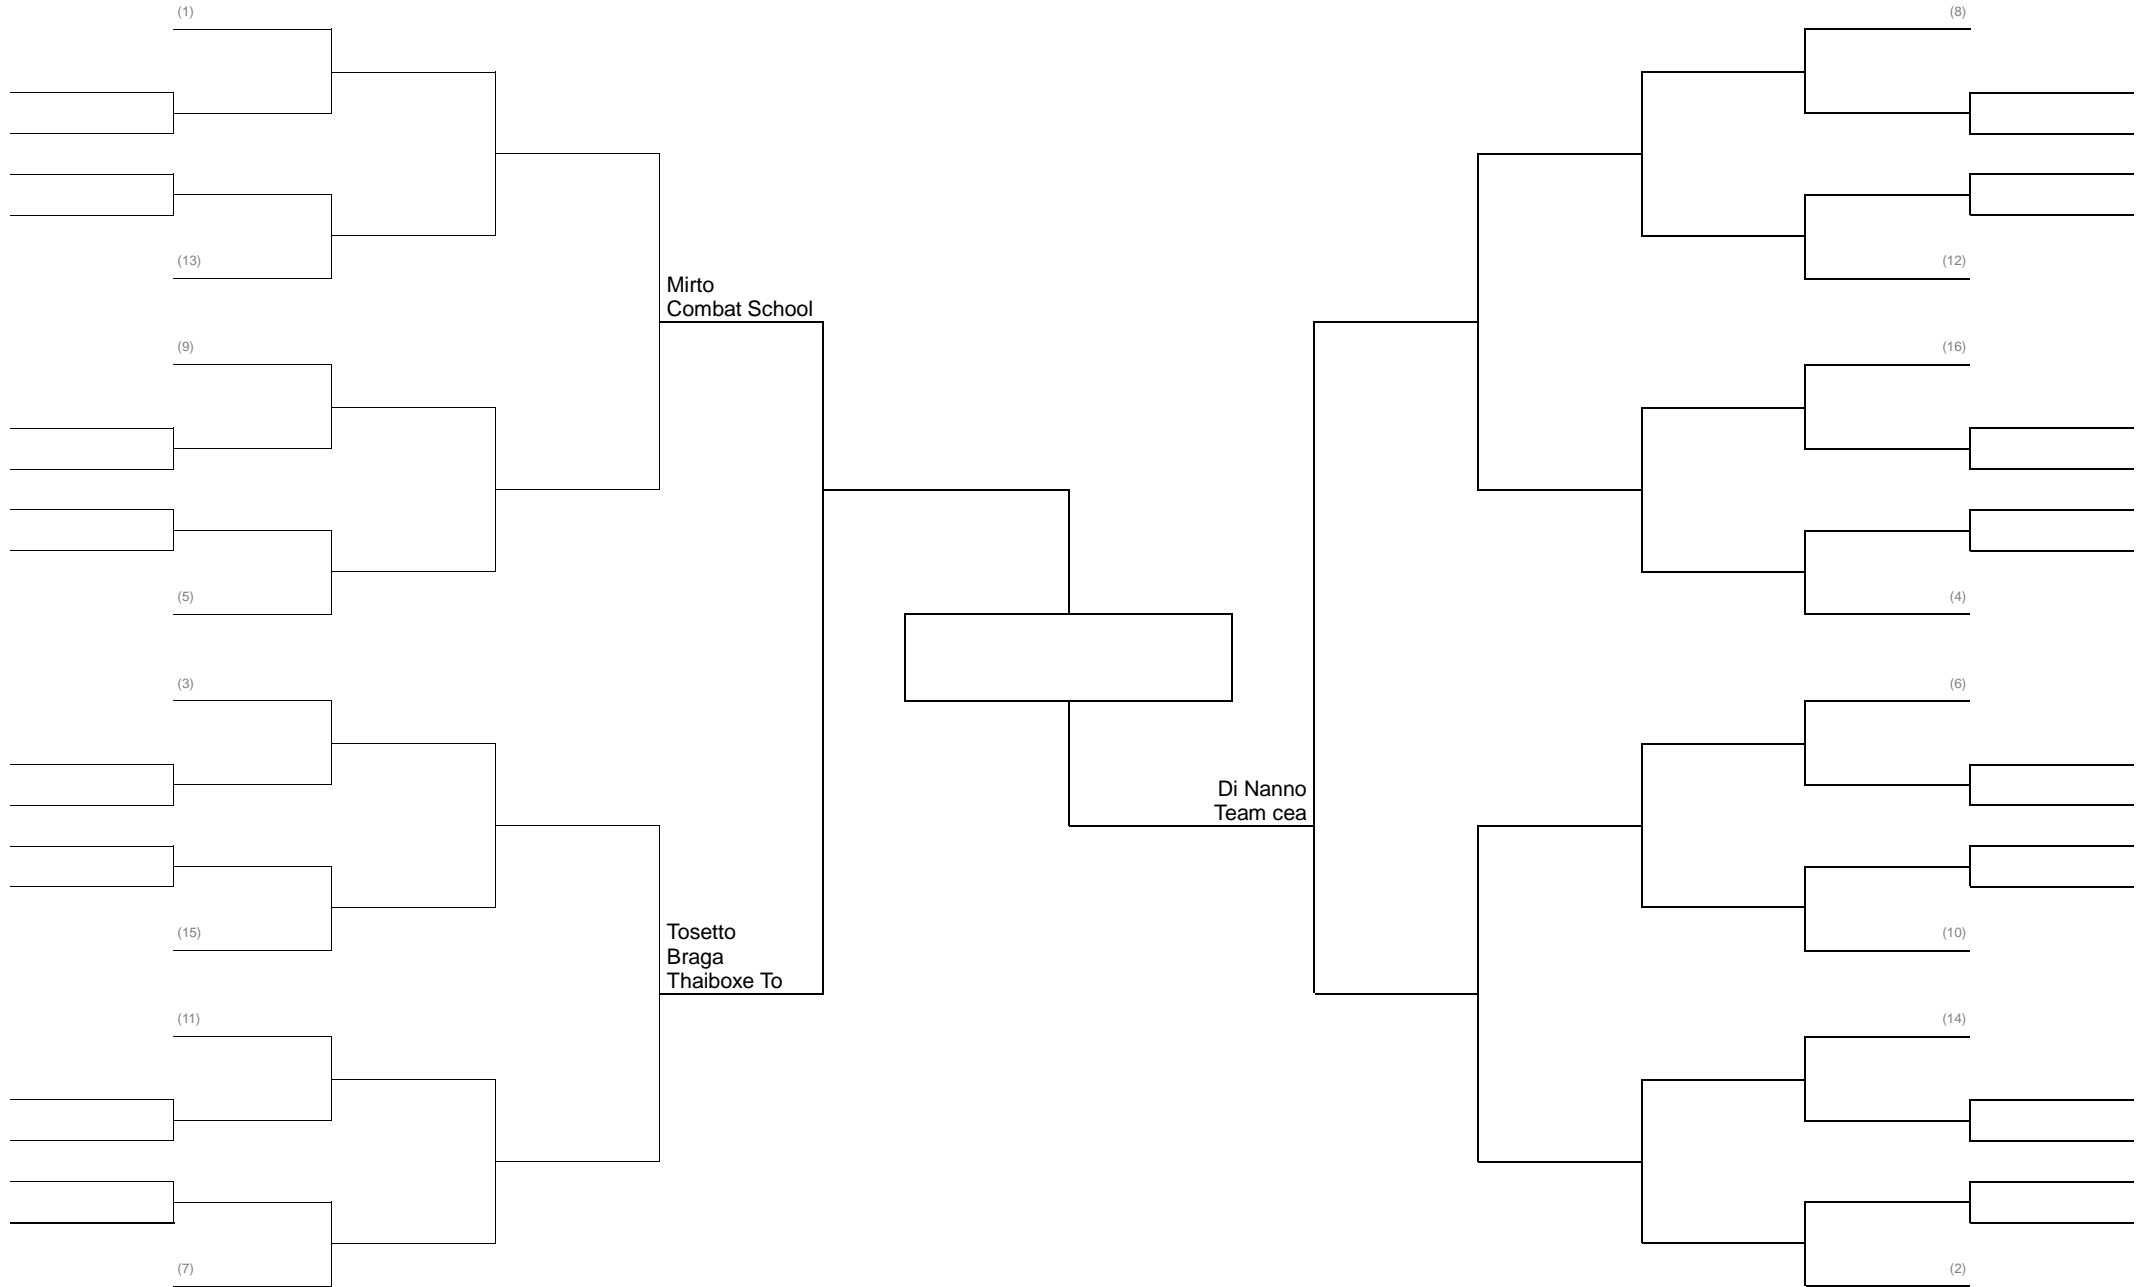 (1)
(8)
(13)
(12)
Mirto
Combat School
(9)
(16)
(5)
(4)
(3)
(6)
Di Nanno
Team cea
(15)
(10)
Tosetto
Braga
Thaiboxe To
(11)
(14)
(7)
(2)